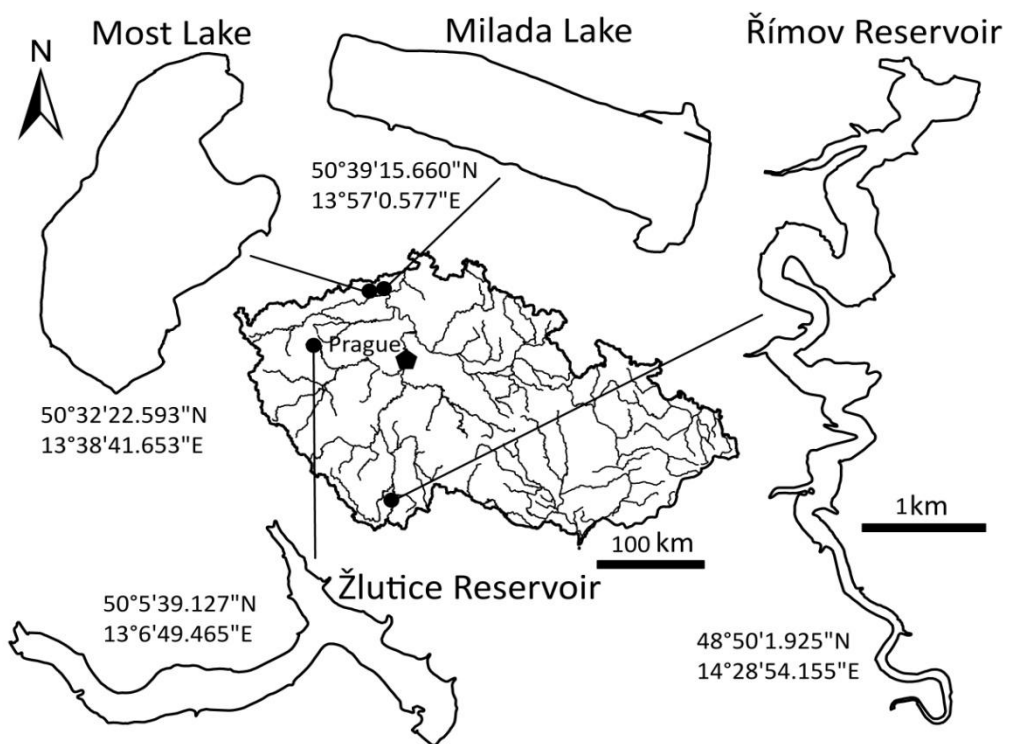 N
Most Lake
Milada Lake
Římov Reservoir
50°39'15.660"N
13°57'0.577"E
Prague
50°32'22.593"N
13°38'41.653"E
1km
100 km
Žlutice Reservoir
50°5'39.127"N
13°6'49.465"E
48°50'1.925"N
14°28'54.155"E